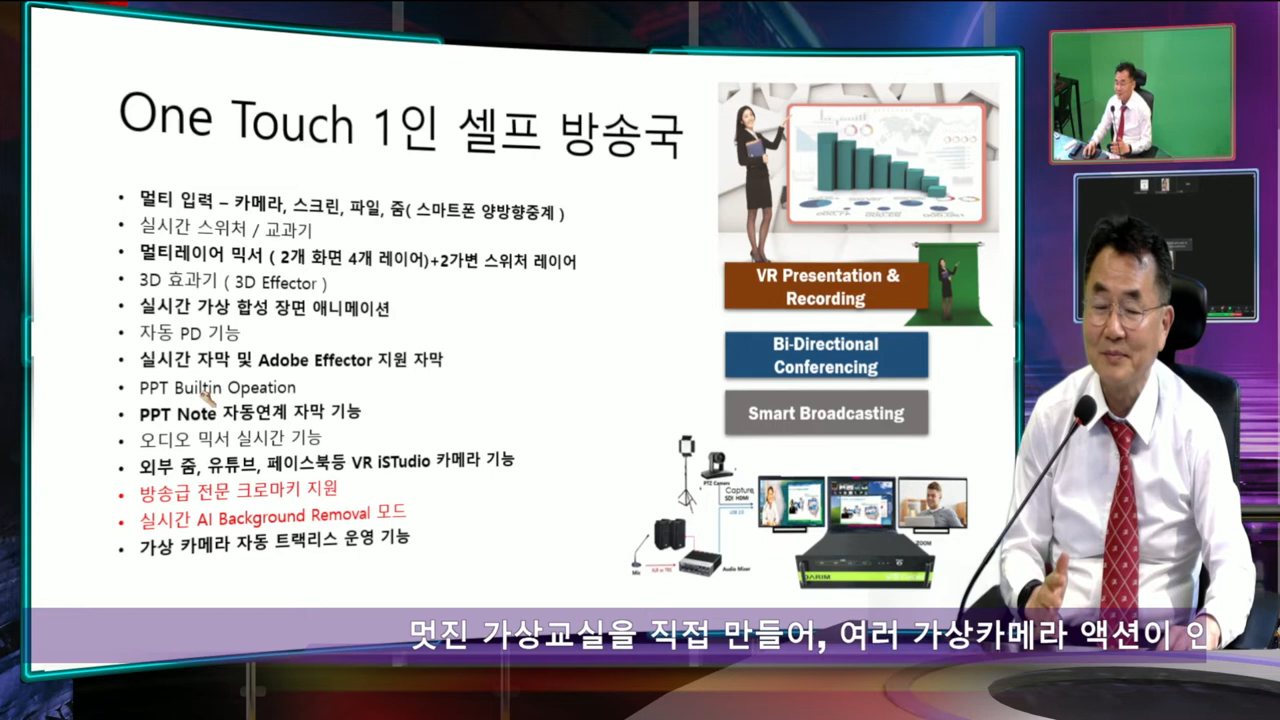 One Touch 1인 셀프 방송국
• 멀티 입력 – 카메라, 스크린, 파일, 줌( 스마트폰 양방향중계 )
• 실시간 스위처 / 교과기
• 멀티레이어 믹서 ( 2개 화면 4개 레이어)+2가변 스위처 레이어
• 3D 효과기 ( 3D Effector )
• 실시간 가상 합성 장면 애니메이션
• 자동 PD 기능
• 실시간 자막 및 Adobe Effector 지원 자막
• PPT Builtin Opeation
• PPT Note 자동연계 자막 기능
• 오디오 믹서 실시간 기능
• 외부 줌, 유튜브, 페이스북등 VR iSTudio 카메라 기능
• 방송급 전문 크로마키 지원
• 실시간 AI Background Removal 모드
• 가상 카메라 자동 트랙리스 운영 기능
VR Presentation &
Recording
Bi-Directional
Conferencing
Smart Broadcasting
PTZ Camera
Capture
SDI HDMI
USB 2.0
ZOOM
Mic
XLR or TRS
Audio Mixer
DARIM
멋진 가상교실을 직접 만들어, 여러 가상카메라 액션이 인